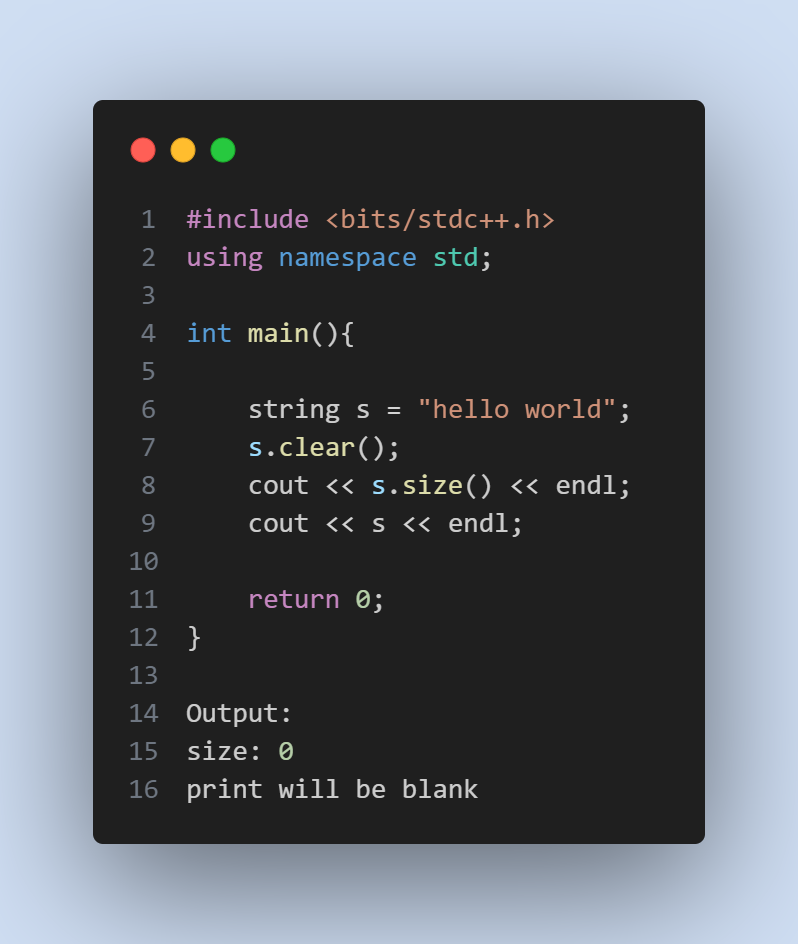 1 #include <bits/stdc++.h>
2 using namespace std;
3
4 int main(){
5
6     string s = "hello world";
7     s.clear();
8     cout << s.size() << endl;
9     cout << s << endl;
10
11     return 0;
12 }
13
14 Output:
15 size: 0
16 print will be blank